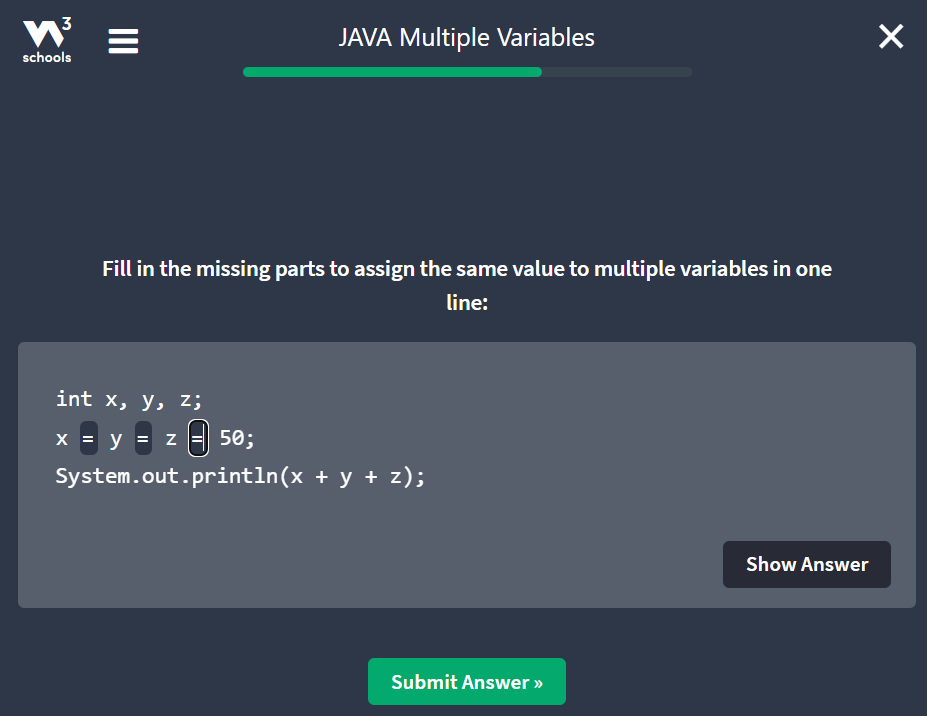 3
schools
JAVA Multiple Variables
Fill in the missing parts to assign the same value to multiple variables in one
line:
int x, y, z;
x = y = z = 50;
System.out.println(x + y + z);
Show Answer
Submit Answer »